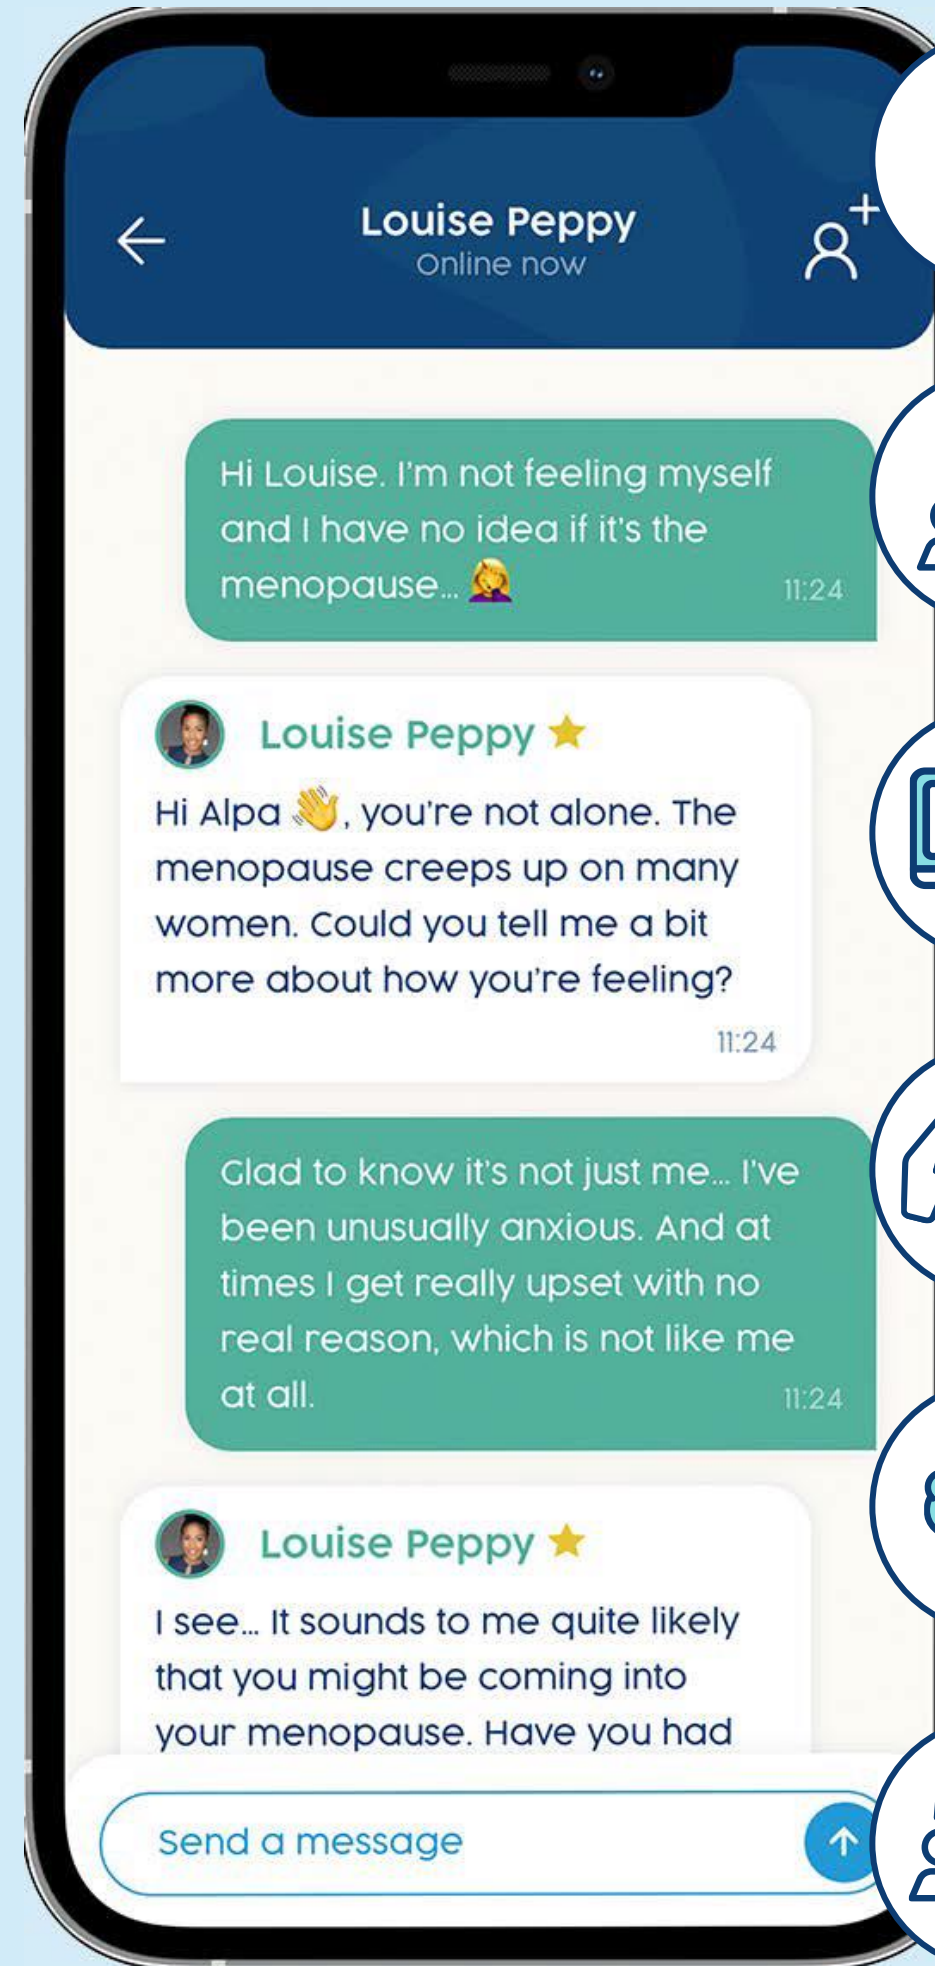 Louise Peppy
Online now
Hi Louise. I'm not feeling myself
and I have no idea if it's the
menopause... 🤦‍♀️
11:24
Louise Peppy ⭐
Hi Alpa 👋, you're not alone. The
menopause creeps up on many
women. Could you tell me a bit
more about how you're feeling?
11:24
Glad to know it's not just me... I've
been unusually anxious. And at
times I get really upset with no
real reason, which is not like me
at all.
11:24
Louise Peppy ⭐
I see... It sounds to me quite likely
that you might be coming into
your menopause. Have you had
Send a message